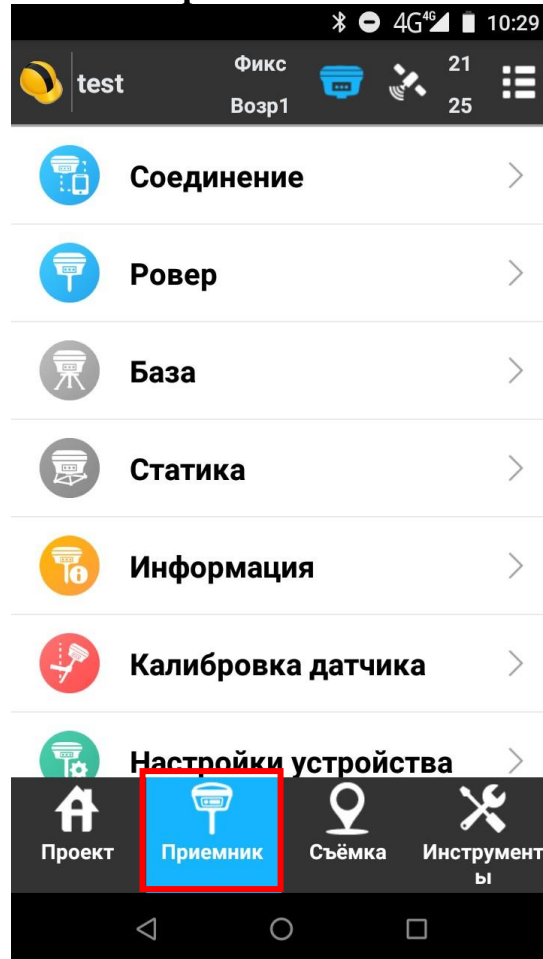 4G 4G 10:29
test
Фикс
Возр1
21
25
Соединение
Ровер
База
Статика
Информация
Калибровка датчика
Настройки устройства
Проект
Приемник
Съёмка
Инструмент
ы